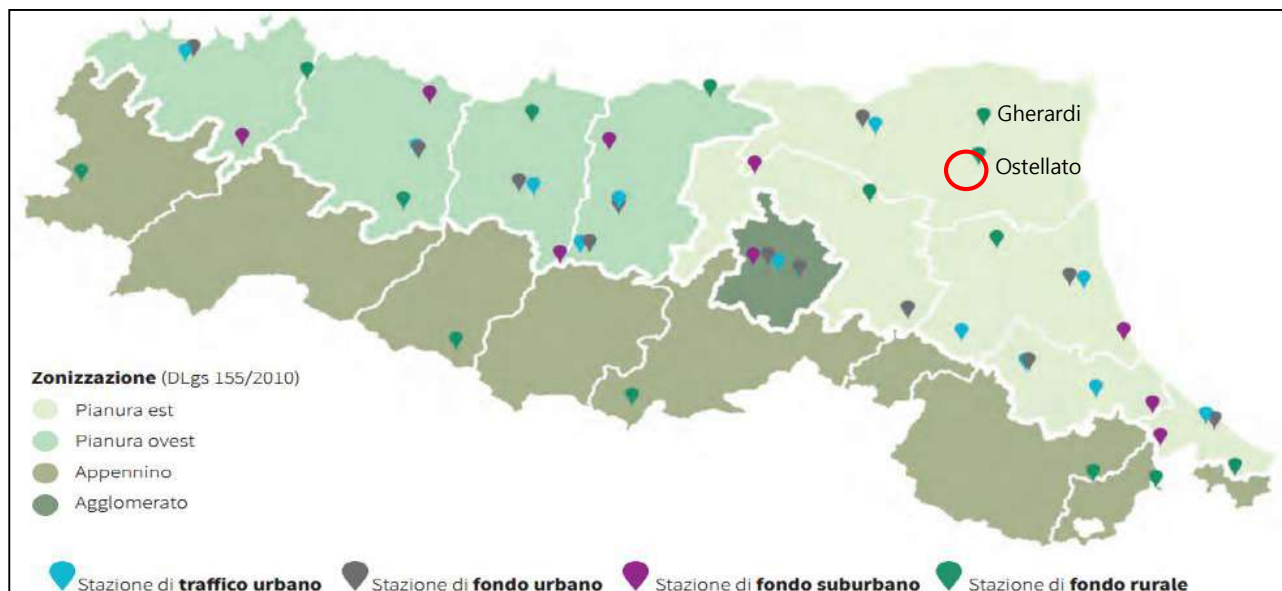 Gherardi
Ostellato
Zonizzazione (DLgs 155/2010)
Pianura est
Pianura ovest
Appennino
Agglomerato
Stazione di traffico urbano
Stazione di fondo urbano
Stazione di fondo suburbano
Stazione di fondo rurale